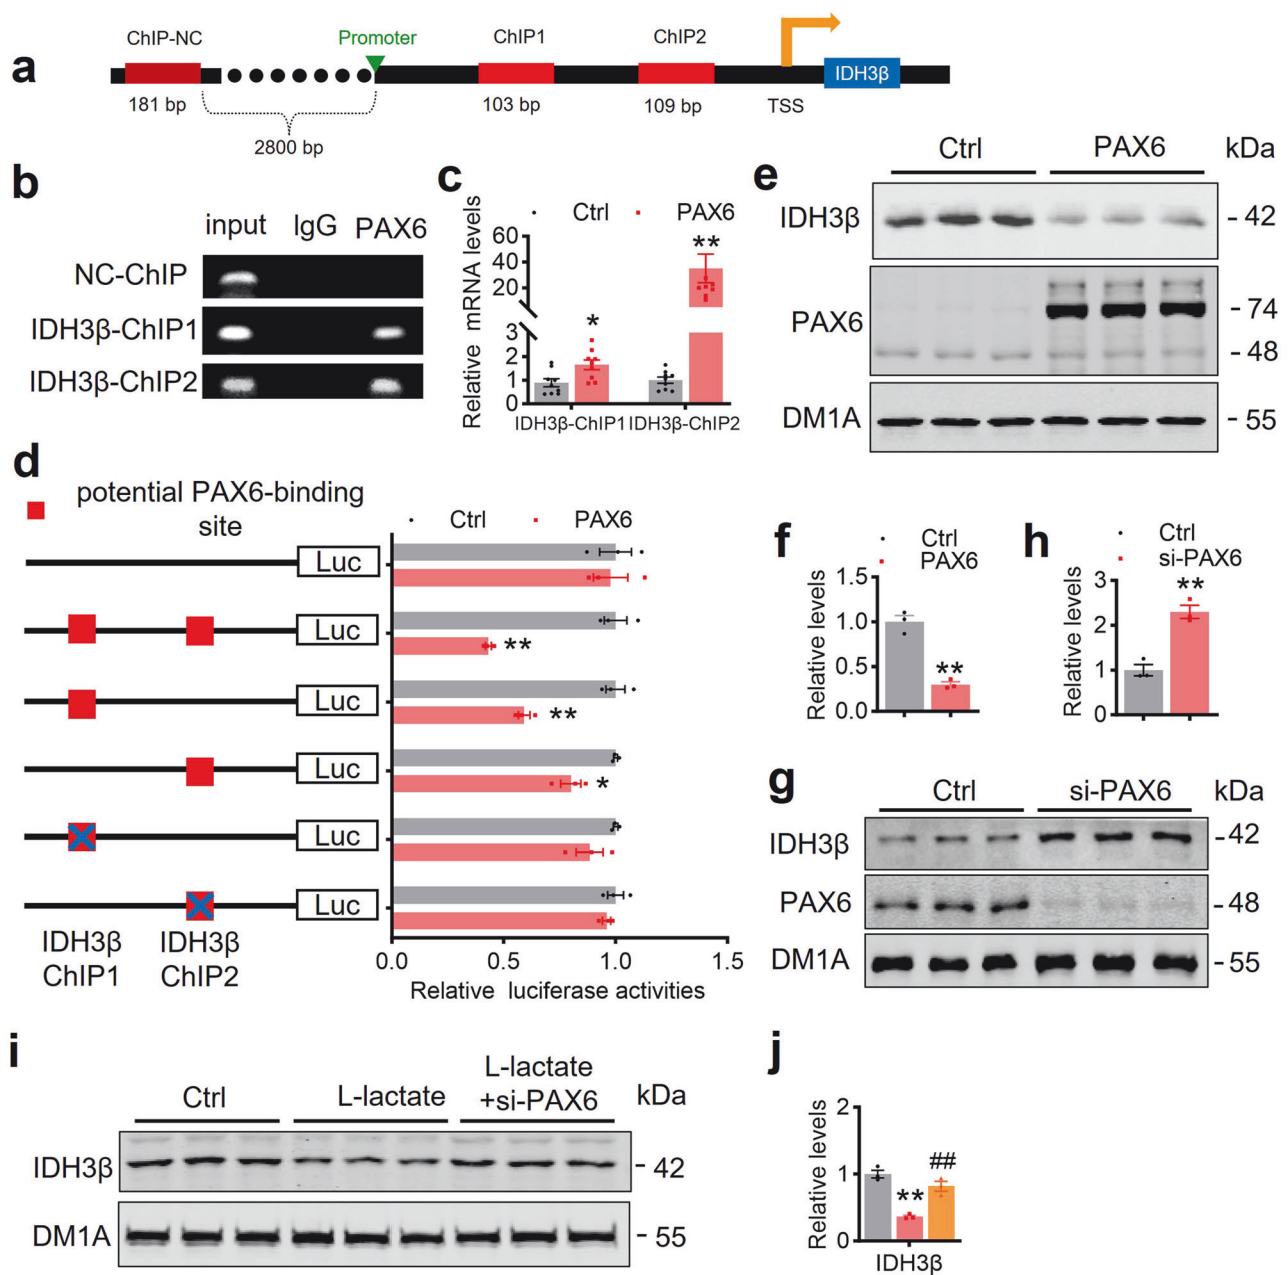 a
ChIP-NC
Promoter
ChIP1
ChIP2
IDH3β
181 bp
103 bp
109 bp
TSS
2800 bp
b
input IgG PAX6
NC-ChIP
IDH3β-ChIP1
IDH3β-ChIP2
c
Ctrl PAX6
Relative mRNA levels
60
40
20
3
2
1
0
*
**
IDH3β-ChIP1 IDH3β-ChIP2
d
potential PAX6-binding
site
Ctrl PAX6
Luc
Luc
**
Luc
**
Luc
*
Luc
Luc
IDH3β
ChIP1
IDH3β
ChIP2
0.0 0.5 1.0 1.5
Relative luciferase activities
e
Ctrl PAX6 kDa
IDH3β - 42
PAX6 - 74
- 48
DM1A - 55
f
Ctrl
PAX6
Relative levels
1.5
1.0
0.5
0.0
**
h
Ctrl
si-PAX6
Relative levels
3
2
1
0
**
g
Ctrl si-PAX6 kDa
IDH3β - 42
PAX6 - 48
DM1A - 55
i
Ctrl
L-lactate
L-lactate
+si-PAX6
kDa
IDH3β - 42
DM1A - 55
j
Relative levels
2
1
0
**
##
IDH3β